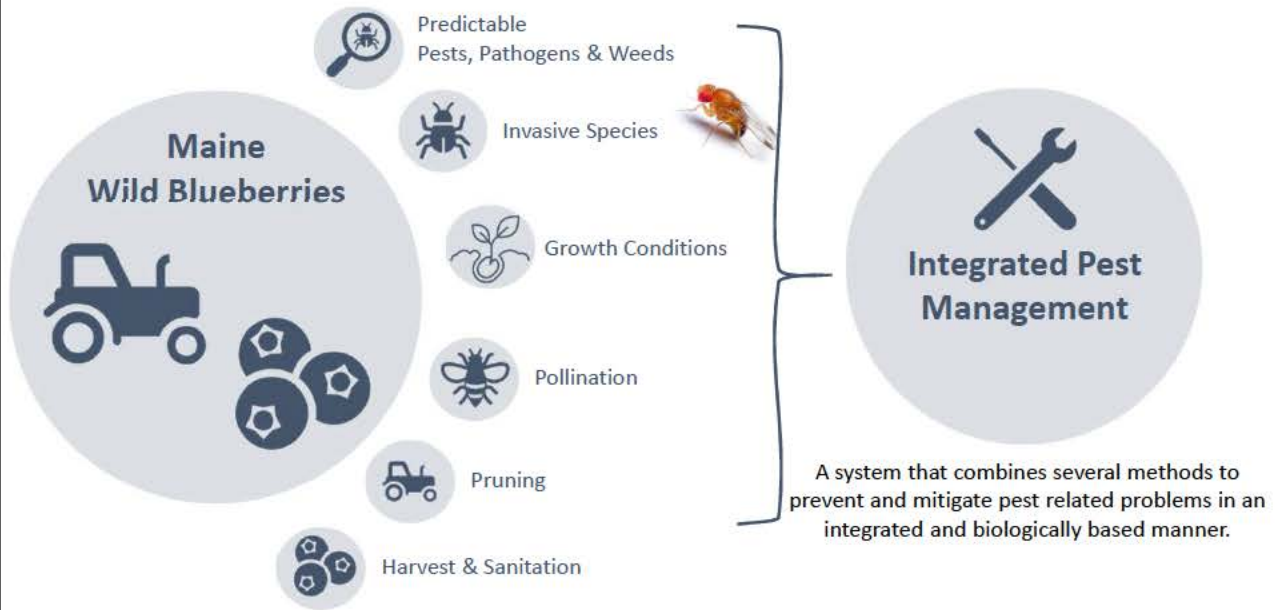 Predictable
Pests, Pathogens & Weeds
Maine
Wild Blueberries
Invasive Species
Growth Conditions
Pollination
Pruning
Harvest & Sanitation
Integrated Pest
Management
A system that combines several methods to
prevent and mitigate pest related problems in an
integrated and biologically based manner.